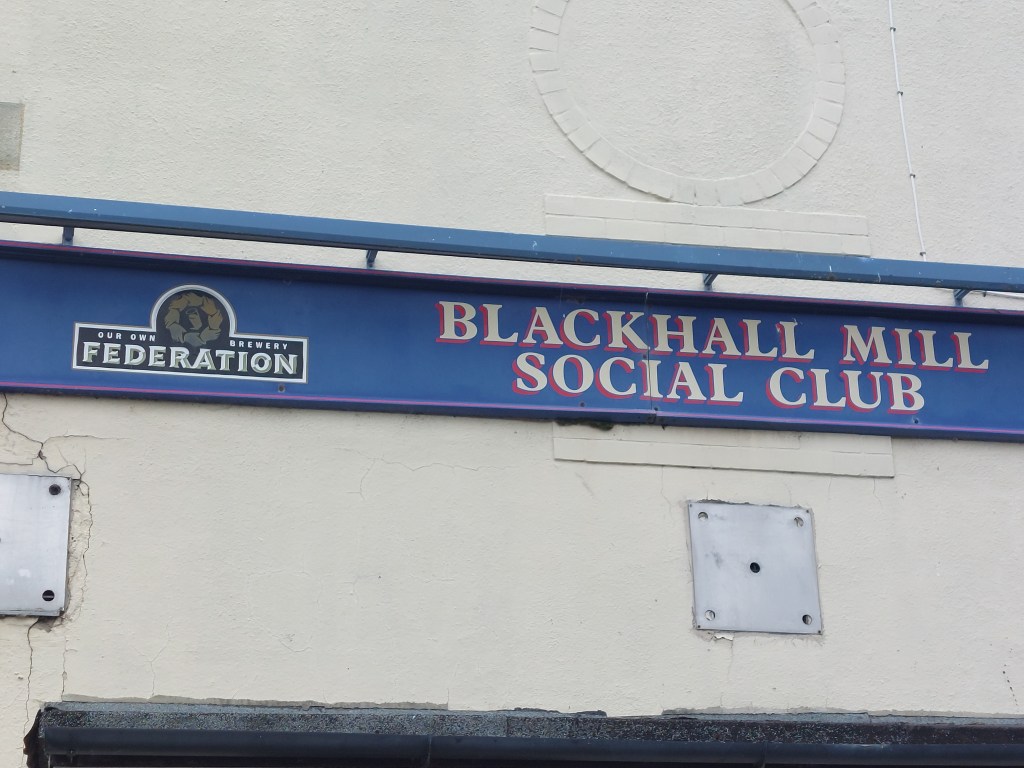 OUR OWN BREWERY
FEDERATION
BLACKHALL MILL
SOCIAL CLUB